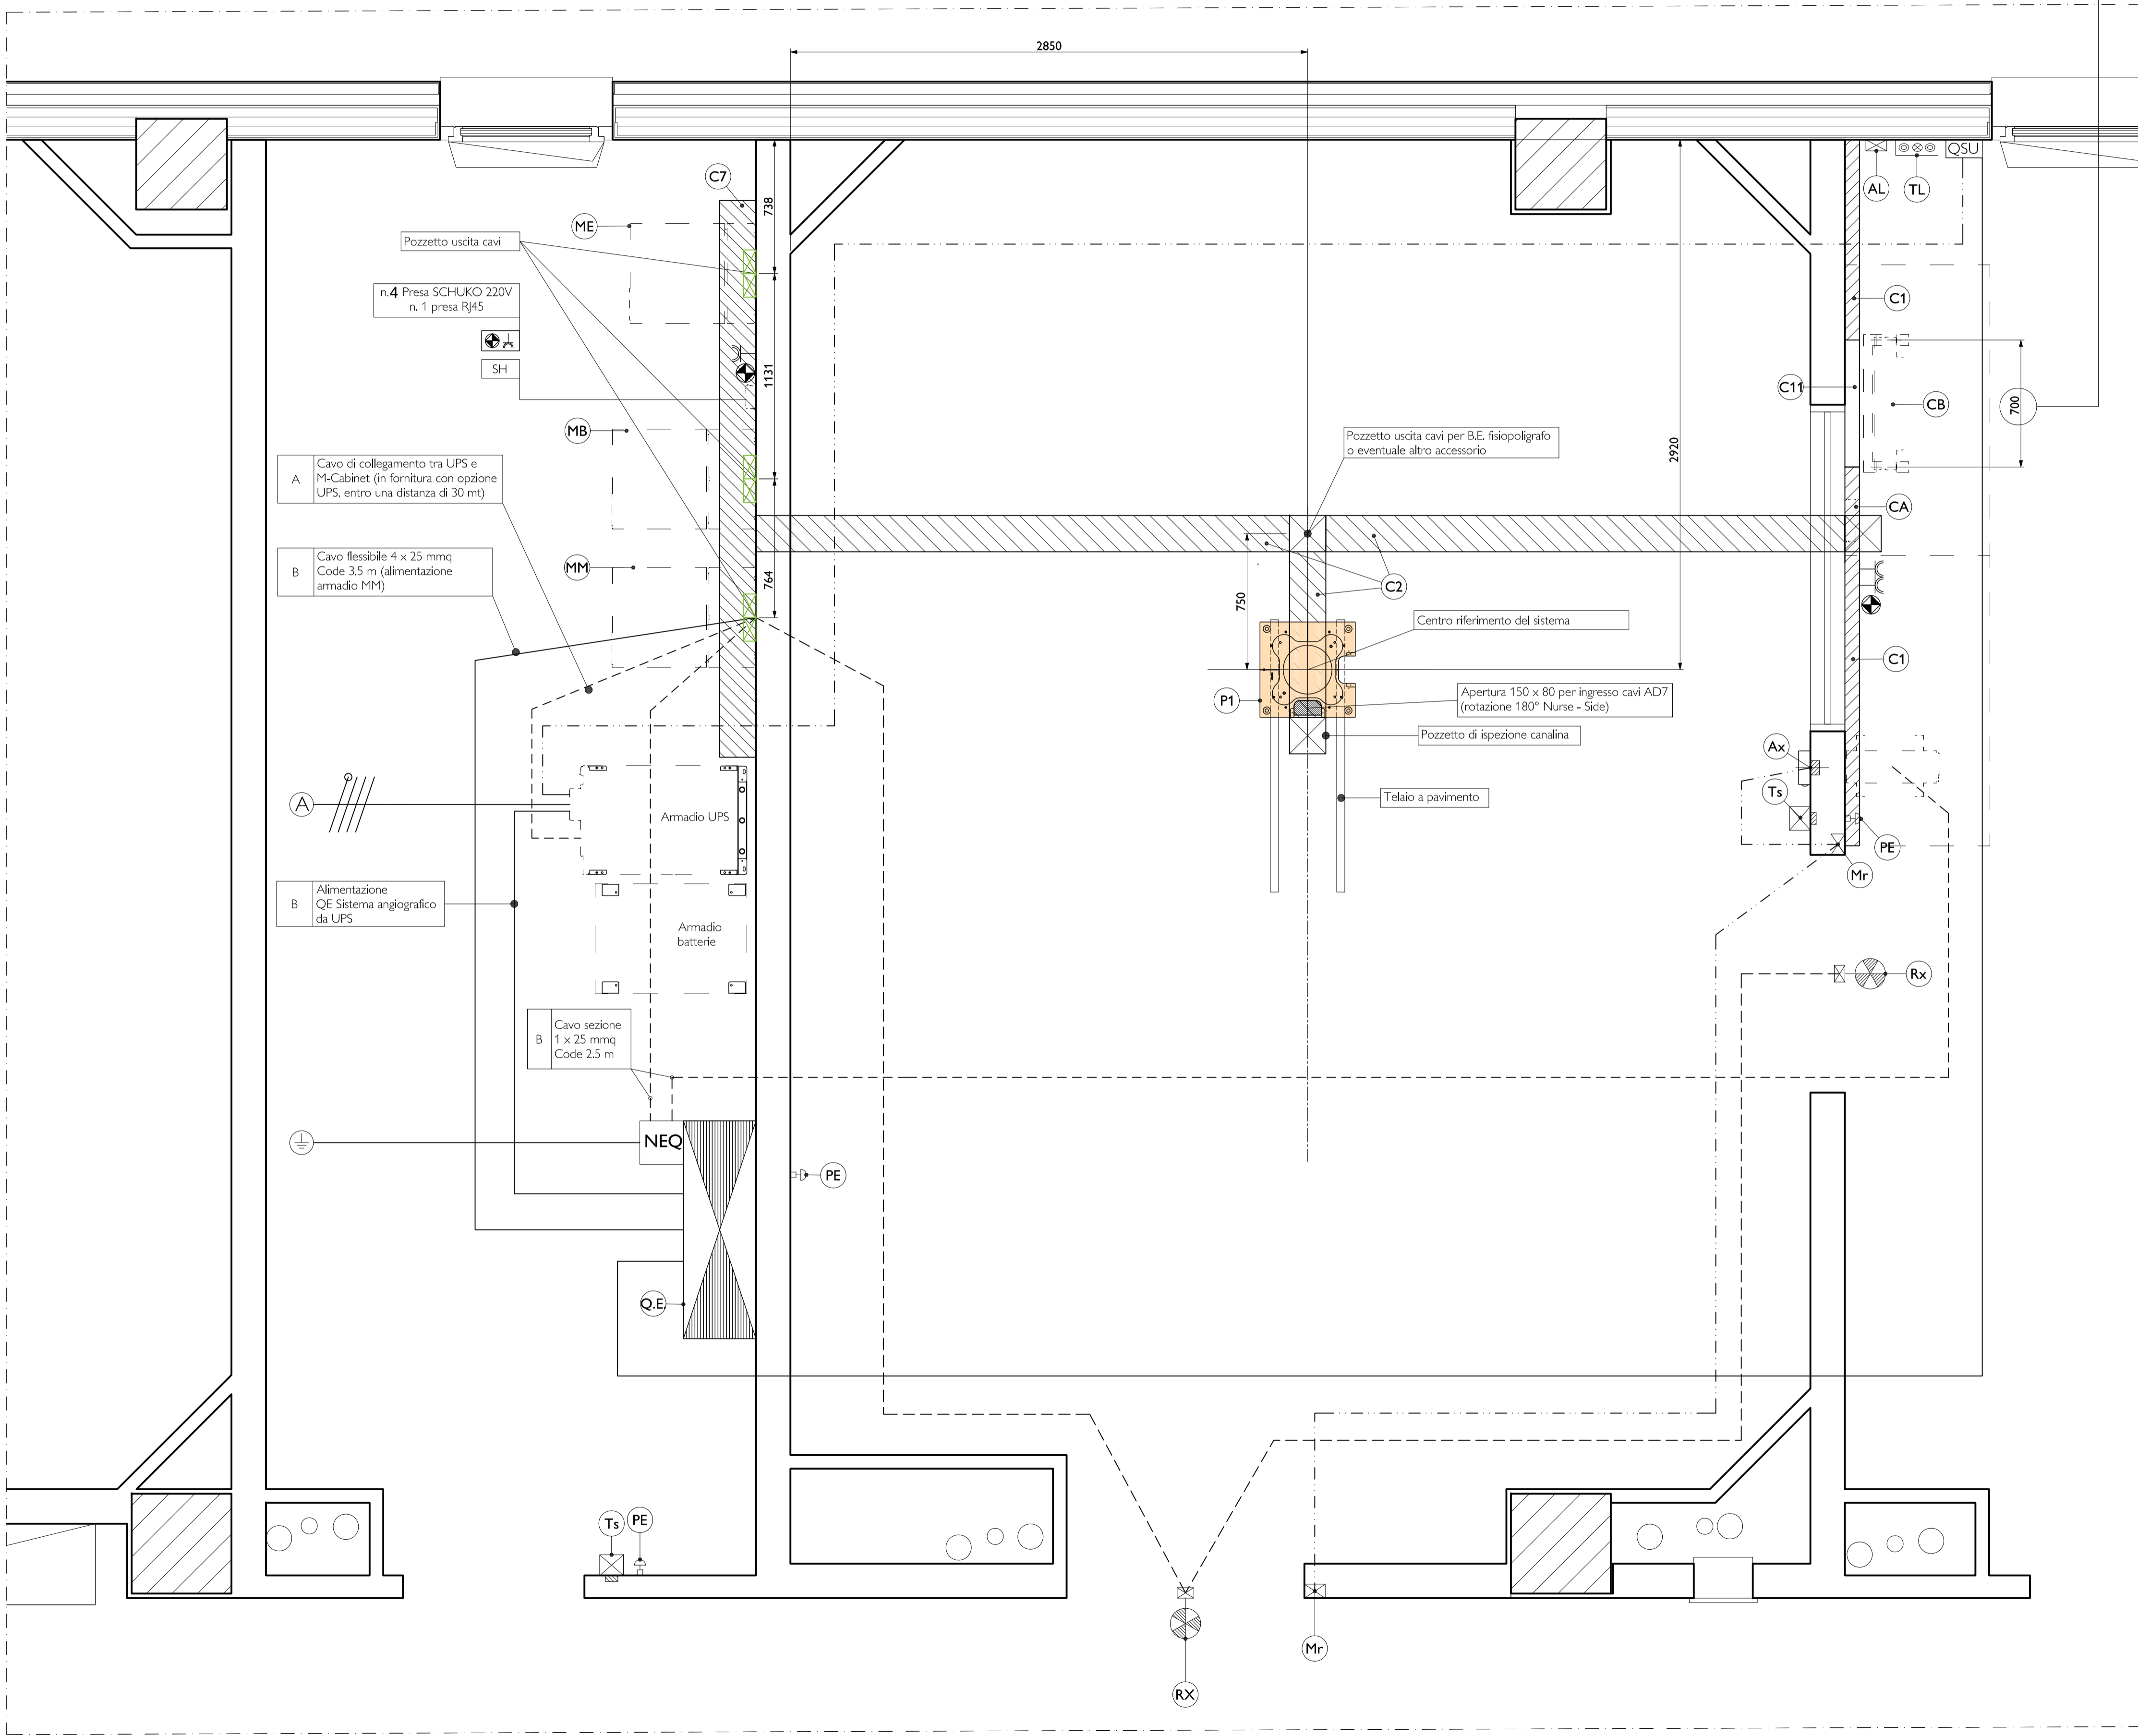 2850
QSU
AL
TL
C7
738
ME
Pozzetto uscita cavi
n.4 Presa SCHUKO 220V
n. 1 presa RJ45
SH
1131
C1
C11
CB
700
MB
Pozzetto uscita cavi per B.E. fisiopoligrafo
o eventuale altro accessorio
2920
A
Cavo di collegamento tra UPS e
M-Cabinet (in fornitura con opzione
UPS, entro una distanza di 30 mt)
CA
B
Cavo flessibile 4 x 25 mmq
Code 3.5 m (alimentazione
armadio MM)
MM
764
750
C2
Centro riferimento del sistema
C1
P1
Apertura 150 x 80 per ingresso cavi AD7
(rotazione 180° Nurse - Side)
Pozzetto di ispezione canalina
Ax
Ts
Telaio a pavimento
A
Armadio UPS
PE
Mr
B
Alimentazione
QE Sistema angiografico
da UPS
Armadio
batterie
Rx
B
Cavo sezione
1 x 25 mmq
Code 2.5 m
NEQ
PE
Q.E.
Ts
PE
Mr
RX